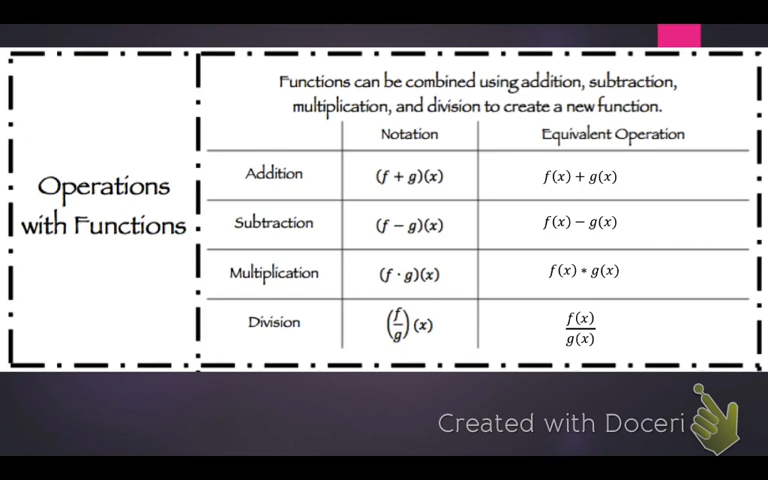 Functions can be combined using addition, subtraction,
multiplication, and division to create a new function.
Operations
with Functions
Notation Equivalent Operation
Addition (f + g)(x) f(x) + g(x)
Subtraction (f − g)(x) f(x) − g(x)
Multiplication (f · g)(x) f(x) ∗ g(x)
Division (f/g)(x) f(x)/g(x)
Created with Doceri